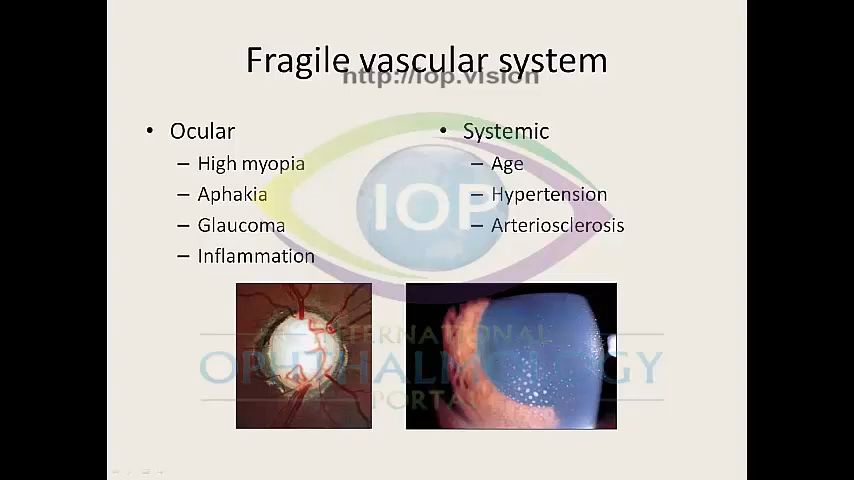 Fragile vascular system
http://iop.vision
• Ocular
– High myopia
– Aphakia
– Glaucoma
– Inflammation
• Systemic
– Age
– Hypertension
– Arteriosclerosis
IOP
INTERNATIONAL
OPHTHALMOLOGY
PORTAL